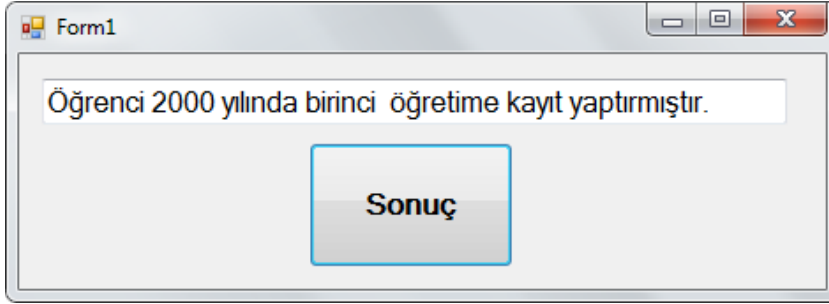 Form1
Öğrenci 2000 yılında birinci  öğretime kayıt yaptırmıştır.
Sonuç